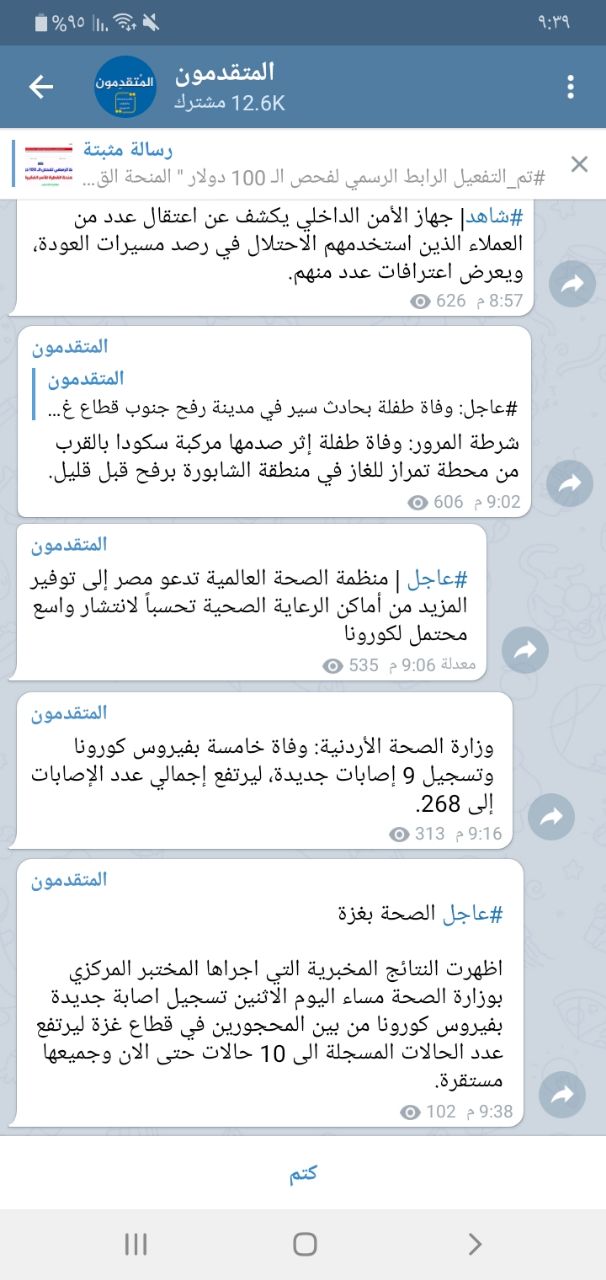 %٩٥
٩:٣٩
المتقدمون
المتقدمون
12.6K مشترك
رسالة مثبتة
#تم_التفعيل الرابط الرسمي لفحص الـ 100 دولار " المنحة الق...
#شاهد| جهاز الأمن الداخلي يكشف عن اعتقال عدد من
العملاء الذين استخدمهم الاحتلال في رصد مسيرات العودة،
ويعرض اعترافات عدد منهم.
626 8:57 م
المتقدمون
المتقدمون
#عاجل: وفاة طفلة بحادث سير في مدينة رفح جنوب قطاع غ...
شرطة المرور: وفاة طفلة إثر صدمها مركبة سكودا بالقرب
من محطة تمراز للغاز في منطقة الشابورة برفح قبل قليل.
606 9:02 م
المتقدمون
#عاجل | منظمة الصحة العالمية تدعو مصر إلى توفير
المزيد من أماكن الرعاية الصحية تحسباً لانتشار واسع
محتمل لكورونا
535 معدلة 9:06 م
المتقدمون
وزارة الصحة الأردنية: وفاة خامسة بفيروس كورونا
وتسجيل 9 إصابات جديدة، ليرتفع إجمالي عدد الإصابات
إلى 268.
313 9:16 م
المتقدمون
#عاجل الصحة بغزة
اظهرت النتائج المخبرية التي اجراها المختبر المركزي
بوزارة الصحة مساء اليوم الاثنين تسجيل اصابة جديدة
بفيروس كورونا من بين المحجورين في قطاع غزة ليرتفع
عدد الحالات المسجلة الى 10 حالات حتى الان وجميعها
مستقرة.
102 9:38 م
كتم